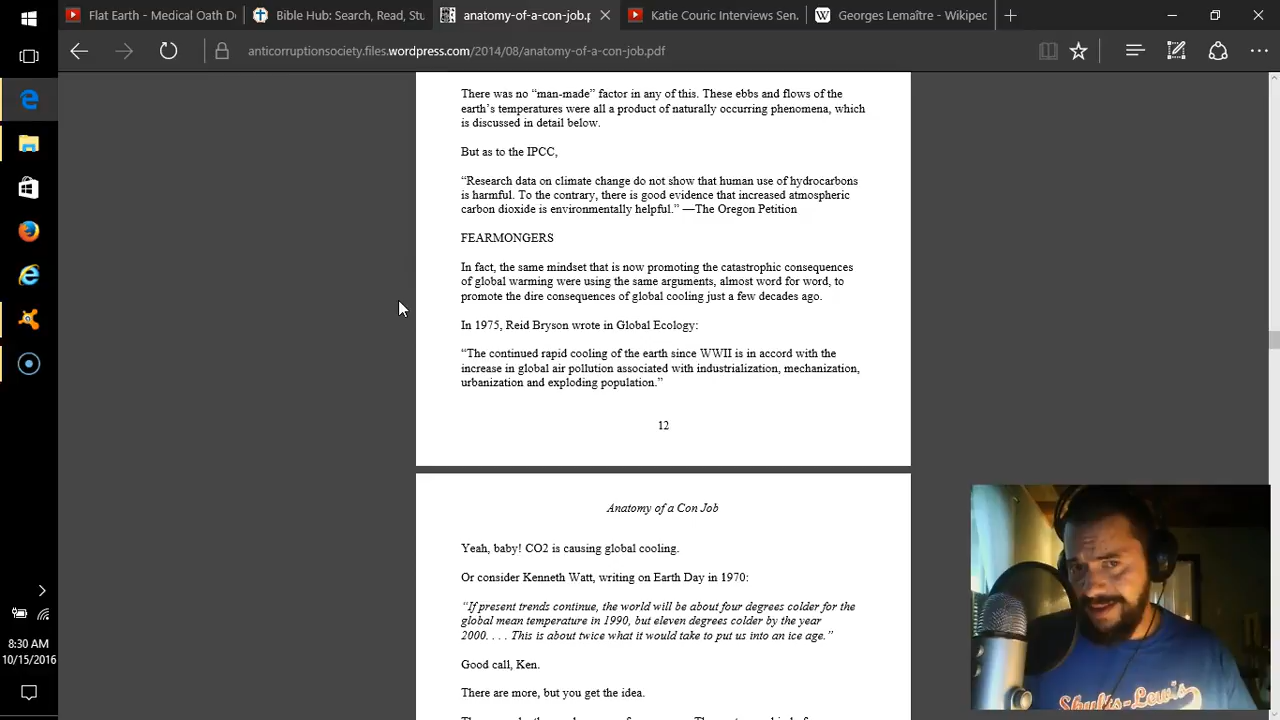 Flat Earth - Medical Oath D
Bible Hub: Search, Read, Stu
anatomy-of-a-con-job.p
Katie Couric Interviews Sen.
Georges Lemaître - Wikipec
anticorruptionsociety.files.wordpress.com/2014/08/anatomy-of-a-con-job.pdf
There was no “man-made” factor in any of this. These ebbs and flows of the
earth’s temperatures were all a product of naturally occurring phenomena, which
is discussed in detail below.
But as to the IPCC,
“Research data on climate change do not show that human use of hydrocarbons
is harmful. To the contrary, there is good evidence that increased atmospheric
carbon dioxide is environmentally helpful.” —The Oregon Petition
FEARMONGERS
In fact, the same mindset that is now promoting the catastrophic consequences
of global warming were using the same arguments, almost word for word, to
promote the dire consequences of global cooling just a few decades ago.
In 1975, Reid Bryson wrote in Global Ecology:
“The continued rapid cooling of the earth since WWII is in accord with the
increase in global air pollution associated with industrialization, mechanization,
urbanization and exploding population.”
12
Anatomy of a Con Job
Yeah, baby! CO2 is causing global cooling.
Or consider Kenneth Watt, writing on Earth Day in 1970:
“If present trends continue, the world will be about four degrees colder for the
global mean temperature in 1990, but eleven degrees colder by the year
2000. . . . This is about twice what it would take to put us into an ice age.”
Good call, Ken.
There are more, but you get the idea.
8:30 AM
10/15/2016
Shults-Lewis